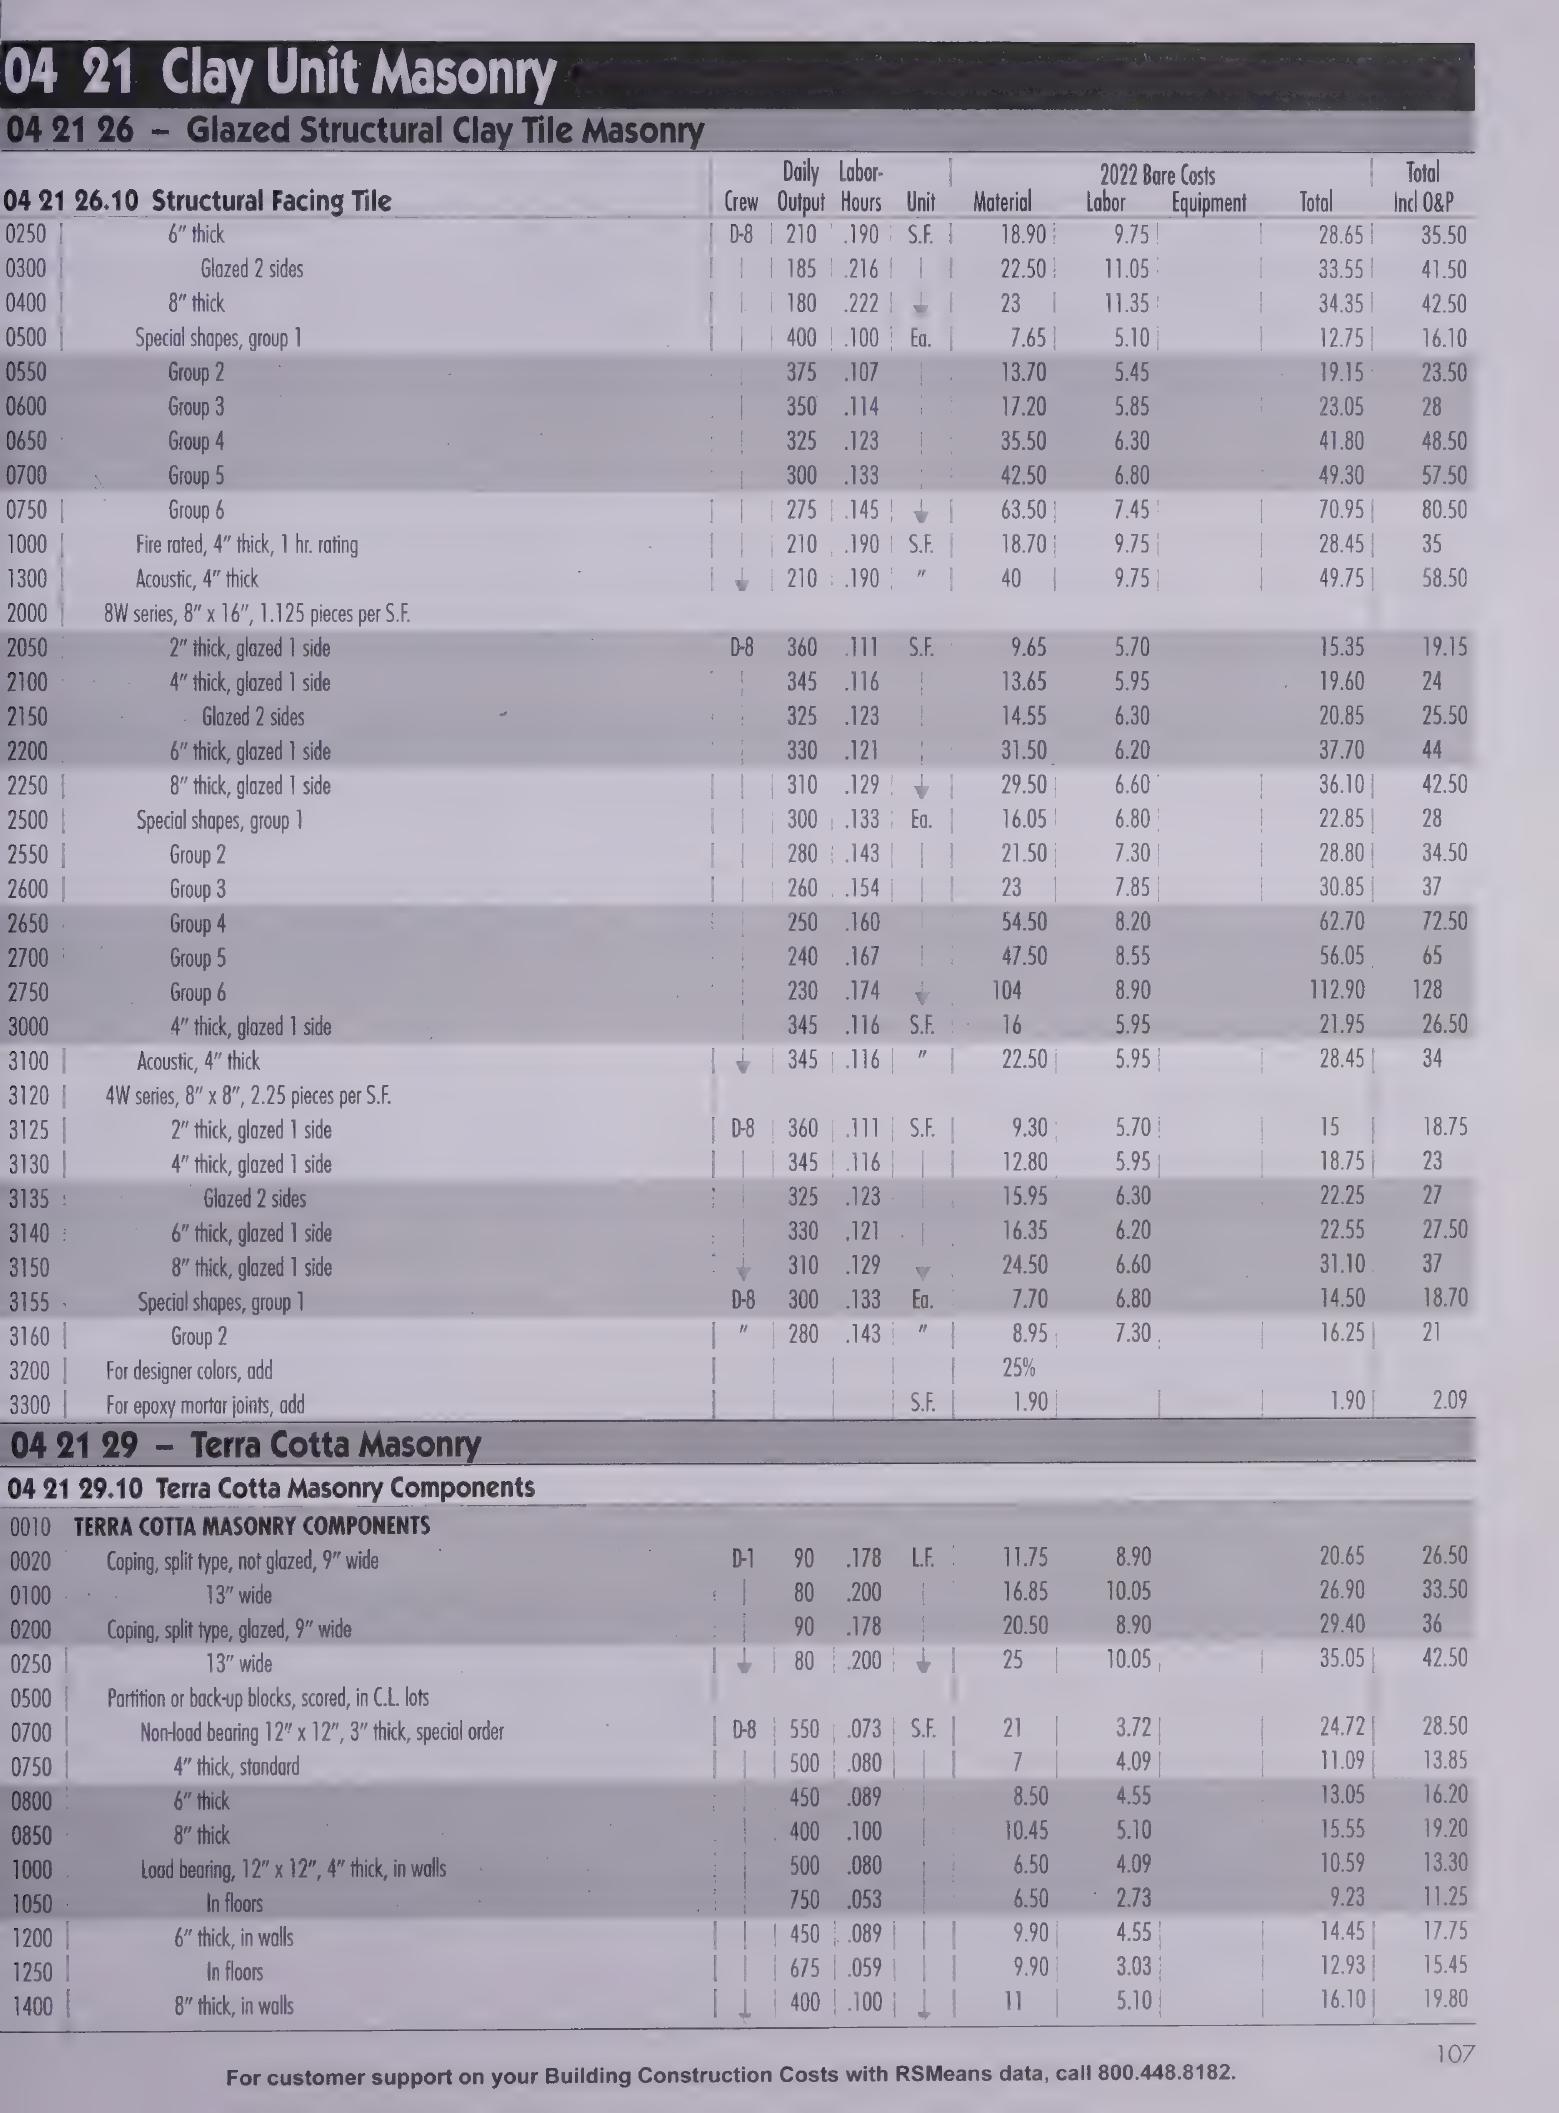 04 21 Clay Unit Masonry
04 21 26 – Glazed Structural Clay Tile Masonry
04 21 26.10 Structural Facing Tile Crew Daily Output Labor-Hours Unit Material 2022 Bare Costs Labor Equipment Total Total Incl O&P
0250 6" thick D-8 210 .190 S.F. 18.90 9.75 28.65 35.50
0300 Glazed 2 sides 185 .216 22.50 11.05 33.55 41.50
0400 8" thick 180 .222 23 11.35 34.35 42.50
0500 Special shapes, group 1 400 .100 Ea. 7.65 5.10 12.75 16.10
0550 Group 2 375 .107 13.70 5.45 19.15 23.50
0600 Group 3 350 .114 17.20 5.85 23.05 28
0650 Group 4 325 .123 35.50 6.30 41.80 48.50
0700 Group 5 300 .133 42.50 6.80 49.30 57.50
0750 Group 6 275 .145 63.50 7.45 70.95 80.50
1000 Fire rated, 4" thick, 1 hr. rating 210 .190 S.F. 18.70 9.75 28.45 35
1300 Acoustic, 4" thick 210 .190 " 40 9.75 49.75 58.50
2000 8W series, 8" x 16", 1.125 pieces per S.F.
2050 2" thick, glazed 1 side D-8 360 .111 S.F. 9.65 5.70 15.35 19.15
2100 4" thick, glazed 1 side 345 .116 13.65 5.95 19.60 24
2150 Glazed 2 sides 325 .123 14.55 6.30 20.85 25.50
2200 6" thick, glazed 1 side 330 .121 31.50 6.20 37.70 44
2250 8" thick, glazed 1 side 310 .129 29.50 6.60 36.10 42.50
2500 Special shapes, group 1 300 .133 Ea. 16.05 6.80 22.85 28
2550 Group 2 280 .143 21.50 7.30 28.80 34.50
2600 Group 3 260 .154 23 7.85 30.85 37
2650 Group 4 250 .160 54.50 8.20 62.70 72.50
2700 Group 5 240 .167 47.50 8.55 56.05 65
2750 Group 6 230 .174 104 8.90 112.90 128
3000 4" thick, glazed 1 side 345 .116 S.F. 16 5.95 21.95 26.50
3100 Acoustic, 4" thick 345 .116 " 22.50 5.95 28.45 34
3120 4W series, 8" x 8", 2.25 pieces per S.F.
3125 2" thick, glazed 1 side D-8 360 .111 S.F. 9.30 5.70 15 18.75
3130 4" thick, glazed 1 side 345 .116 12.80 5.95 18.75 23
3135 Glazed 2 sides 325 .123 15.95 6.30 22.25 27
3140 6" thick, glazed 1 side 330 .121 16.35 6.20 22.55 27.50
3150 8" thick, glazed 1 side 310 .129 24.50 6.60 31.10 37
3155 Special shapes, group 1 D-8 300 .133 Ea. 7.70 6.80 14.50 18.70
3160 Group 2 " 280 .143 " 8.95 7.30 16.25 21
3200 For designer colors, add 25%
3300 For epoxy mortar joints, add S.F. 1.90 1.90 2.09
04 21 29 – Terra Cotta Masonry
04 21 29.10 Terra Cotta Masonry Components
0010 TERRA COTTA MASONRY COMPONENTS
0020 Coping, split type, not glazed, 9" wide D-1 90 .178 L.F. 11.75 8.90 20.65 26.50
0100 13" wide 80 .200 16.85 10.05 26.90 33.50
0200 Coping, split type, glazed, 9" wide 90 .178 20.50 8.90 29.40 36
0250 13" wide 80 .200 25 10.05 35.05 42.50
0500 Partition or back-up blocks, scored, in C.L. lots
0700 Non-load bearing 12" x 12", 3" thick, special order D-8 550 .073 S.F. 21 3.72 24.72 28.50
0750 4" thick, standard 500 .080 7 4.09 11.09 13.85
0800 6" thick 450 .089 8.50 4.55 13.05 16.20
0850 8" thick 400 .100 10.45 5.10 15.55 19.20
1000 Load bearing, 12" x 12", 4" thick, in walls 500 .080 6.50 4.09 10.59 13.30
1050 In floors 750 .053 6.50 2.73 9.23 11.25
1200 6" thick, in walls 450 .089 9.90 4.55 14.45 17.75
1250 In floors 675 .059 9.90 3.03 12.93 15.45
1400 8" thick, in walls 400 .100 11 5.10 16.10 19.80
107
For customer support on your Building Construction Costs with RSMeans data, call 800.448.8182.